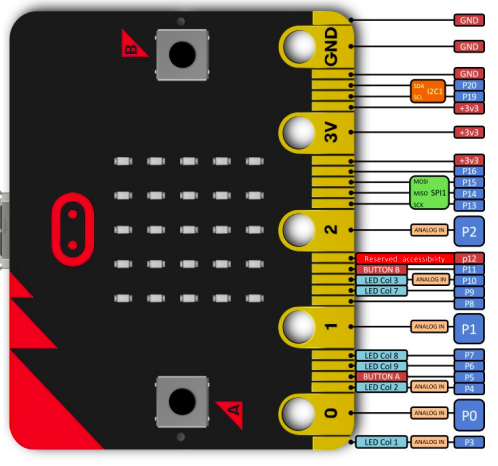 GND
B
GND
GND
GND
SDA
I2C1
P20
SCL
P19
+3v3
3V
+3v3
+3v3
P16
MOSI
P15
MISO SPI1
P14
SCK
P13
2
ANALOG IN
P2
Reserved accessibility
p12
BUTTON B
P11
LED Col 3
ANALOG IN
P10
LED Col 7
P9
P8
1
ANALOG IN
P1
LED Col 8
P7
LED Col 9
P6
BUTTON A
P5
LED Col 2
ANALOG IN
P4
A
0
ANALOG IN
P0
LED Col 1
ANALOG IN
P3